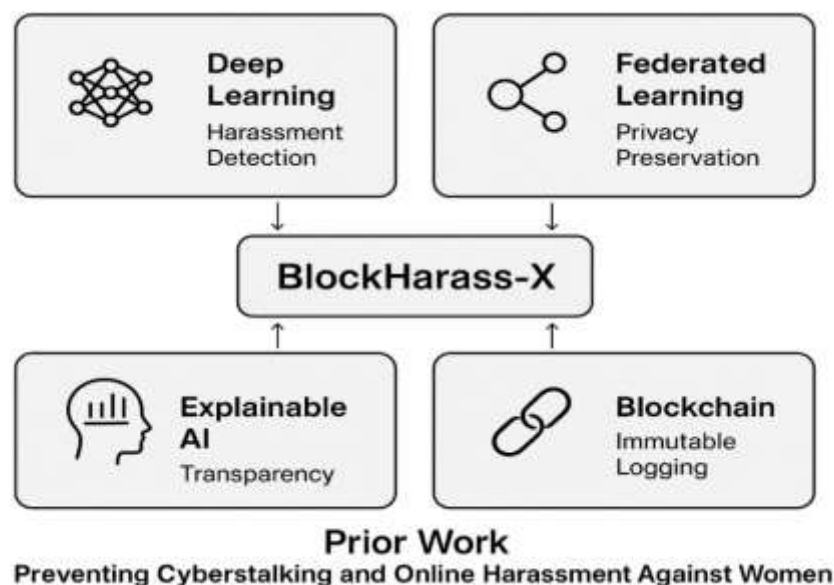 Deep
Learning
Harassment
Detection
Federated
Learning
Privacy
Preservation
BlockHarass-X
Explainable
AI
Transparency
Blockchain
Immutable
Logging
Prior Work
Preventing Cyberstalking and Online Harassment Against Women